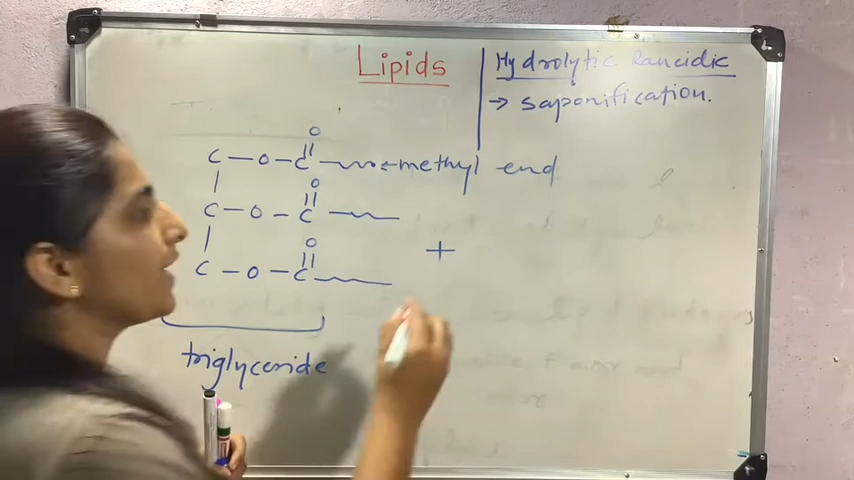 Lipids
Hydrolytic Rancidic
→ saponification.
O
C — O — C — methyl end
O
C — O — C —
O
C — O — C —
+
triglyceride